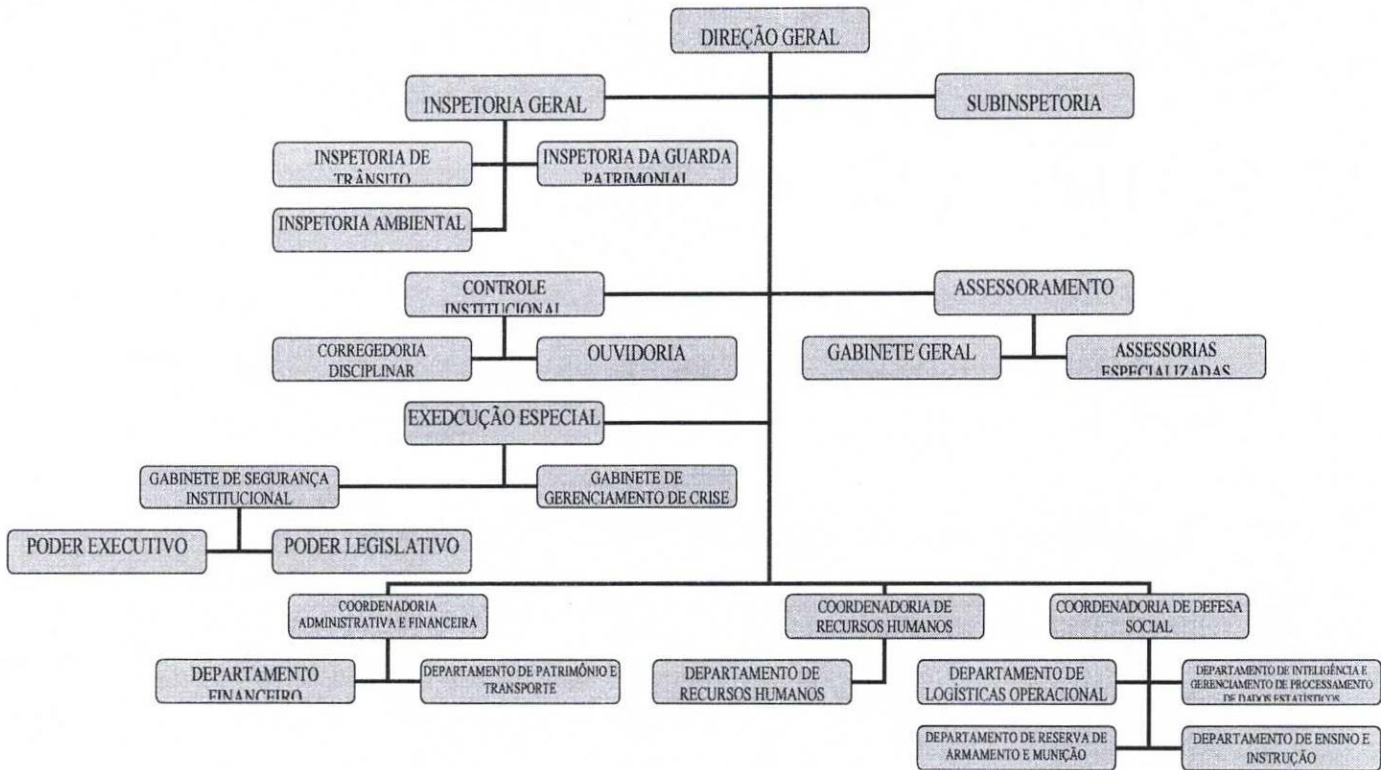 DIREÇÃO GERAL
INSPETORIA GERAL
SUBINSPETORIA
INSPETORIA DE
TRÂNSITO
INSPETORIA DA GUARDA
PATRIMONIAL
INSPETORIA AMBIENTAL
CONTROLE
INSTITUCIONAL
ASSESSORAMENTO
CORREGEDORIA
DISCIPLINAR
OUVIDORIA
GABINETE GERAL
ASSESSORIAS
ESPECIALIZADAS
EXEDCUÇÃO ESPECIAL
GABINETE DE SEGURANÇA
INSTITUCIONAL
GABINETE DE
GERENCIAMENTO DE CRISE
PODER EXECUTIVO
PODER LEGISLATIVO
COORDENADORIA
ADMINISTRATIVA E FINANCEIRA
COORDENADORIA DE
RECURSOS HUMANOS
COORDENADORIA DE DEFESA
SOCIAL
DEPARTAMENTO
FINANCEIRO
DEPARTAMENTO DE PATRIMÔNIO E
TRANSPORTE
DEPARTAMENTO DE
RECURSOS HUMANOS
DEPARTAMENTO DE
LOGÍSTICAS OPERACIONAL
DEPARTAMENTO DE INTELIGÊNCIA E
GERENCIAMENTO DE PROCESSAMENTO
DE DADOS ESTATÍSTICOS
DEPARTAMENTO DE RESERVA DE
ARMAMENTO E MUNIÇÃO
DEPARTAMENTO DE ENSINO E
INSTRUÇÃO